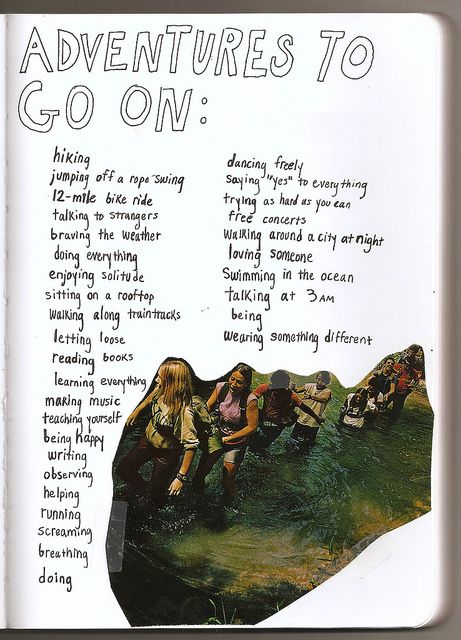 ADVENTURES TO
GO ON:
hiking
jumping off a rope swing
12-mile bike ride
talking to strangers
braving the weather
doing everything
enjoying solitude
sitting on a rooftop
walking along traintracks
letting loose
reading books
learning everything
making music
teaching yourself
being happy
writing
observing
helping
running
screaming
breathing
doing
dancing freely
saying "yes" to everything
trying as hard as you can
free concerts
walking around a city at night
loving someone
Swimming in the ocean
talking at 3AM
being
wearing something different